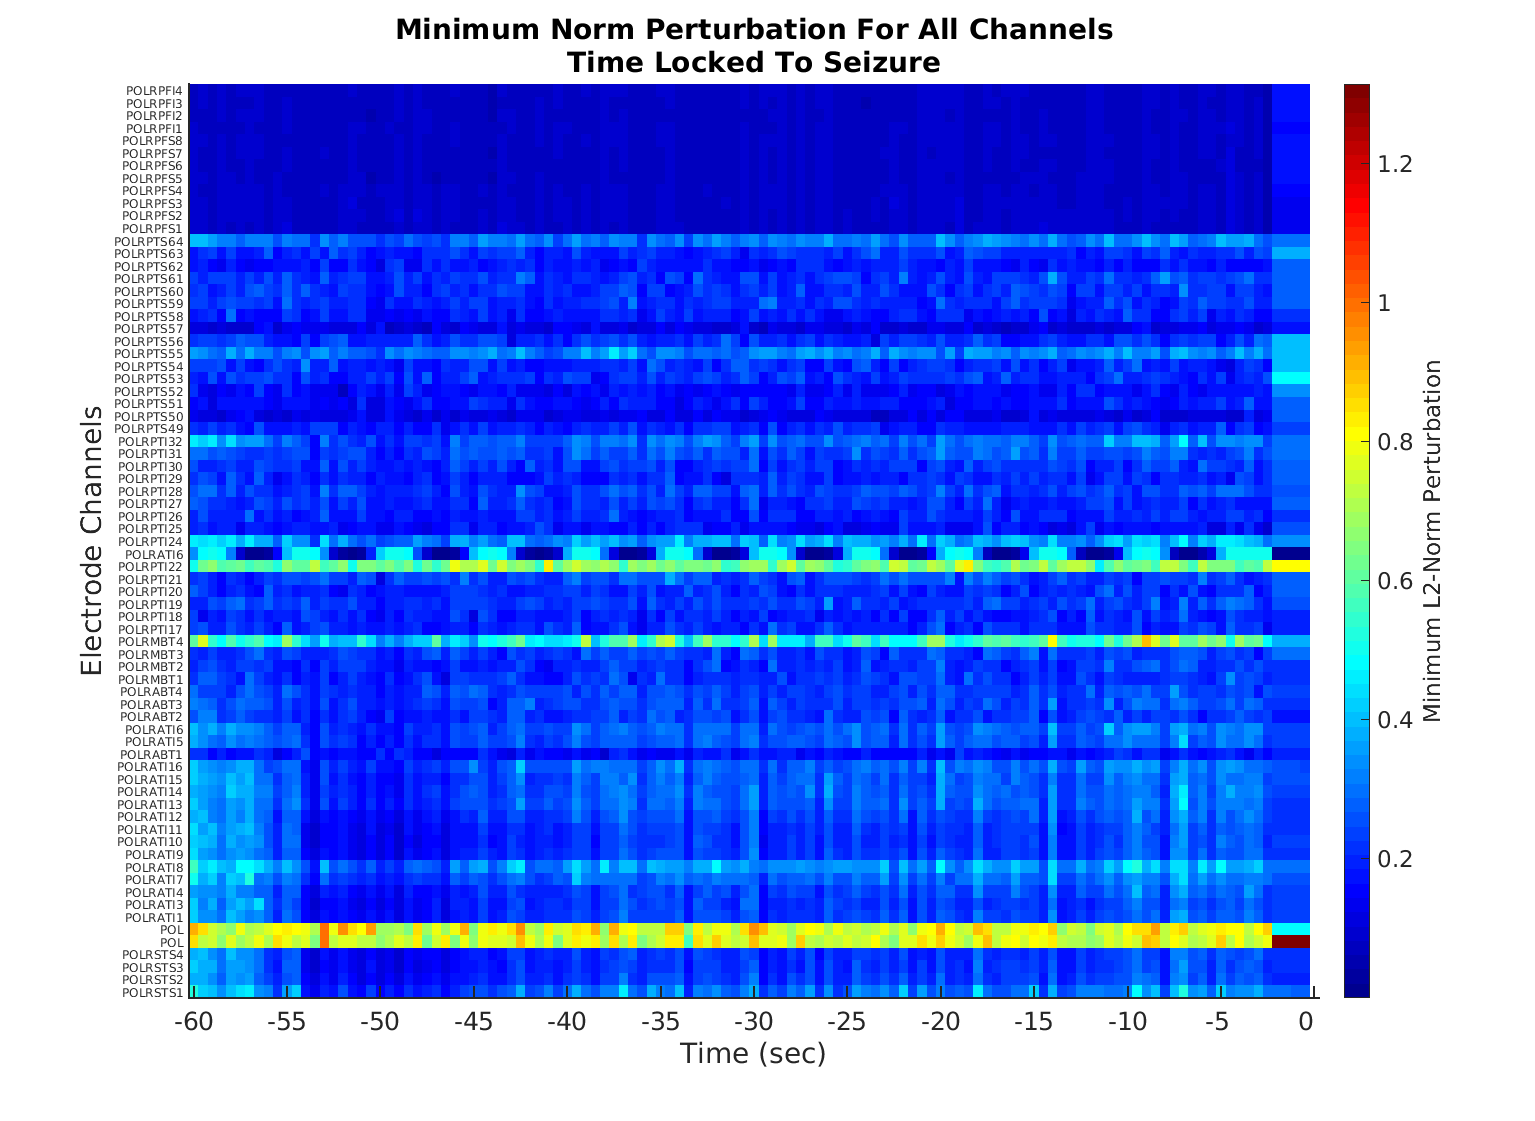 Minimum Norm Perturbation For All Channels
Time Locked To Seizure
Electrode Channels
POLRPFI4
POLRPFI3
POLRPFI2
POLRPFI1
POLRPFS8
POLRPFS7
POLRPFS6
POLRPFS5
POLRPFS4
POLRPFS3
POLRPFS2
POLRPFS1
POLRPTS64
POLRPTS63
POLRPTS62
POLRPTS61
POLRPTS60
POLRPTS59
POLRPTS58
POLRPTS57
POLRPTS56
POLRPTS55
POLRPTS54
POLRPTS53
POLRPTS52
POLRPTS51
POLRPTS50
POLRPTS49
POLRPTI32
POLRPTI31
POLRPTI30
POLRPTI29
POLRPTI28
POLRPTI27
POLRPTI26
POLRPTI25
POLRPTI24
POLRATI6
POLRPTI22
POLRPTI21
POLRPTI20
POLRPTI19
POLRPTI18
POLRPTI17
POLRMBT4
POLRMBT3
POLRMBT2
POLRMBT1
POLRABT4
POLRABT3
POLRABT2
POLRATI6
POLRATI5
POLRABT1
POLRATI16
POLRATI15
POLRATI14
POLRATI13
POLRATI12
POLRATI11
POLRATI10
POLRATI9
POLRATI8
POLRATI7
POLRATI4
POLRATI3
POLRATI1
POL
POL
POLRSTS4
POLRSTS3
POLRSTS2
POLRSTS1
-60 -55 -50 -45 -40 -35 -30 -25 -20 -15 -10 -5 0
Time (sec)
1.2
1
0.8
0.6
0.4
0.2
Minimum L2-Norm Perturbation